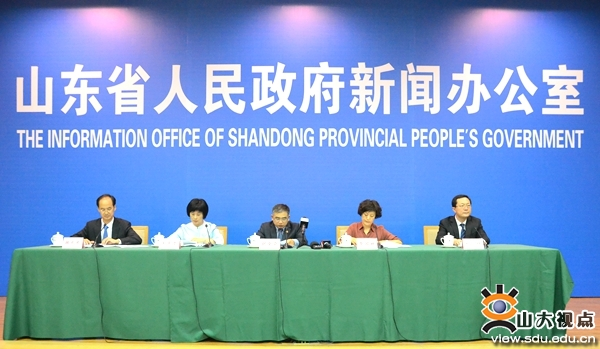 山东省人民政府新闻办公室
THE INFORMATION OFFICE OF SHANDONG PROVINCIAL PEOPLE'S GOVERNMENT
山大视点
view.sdu.edu.cn